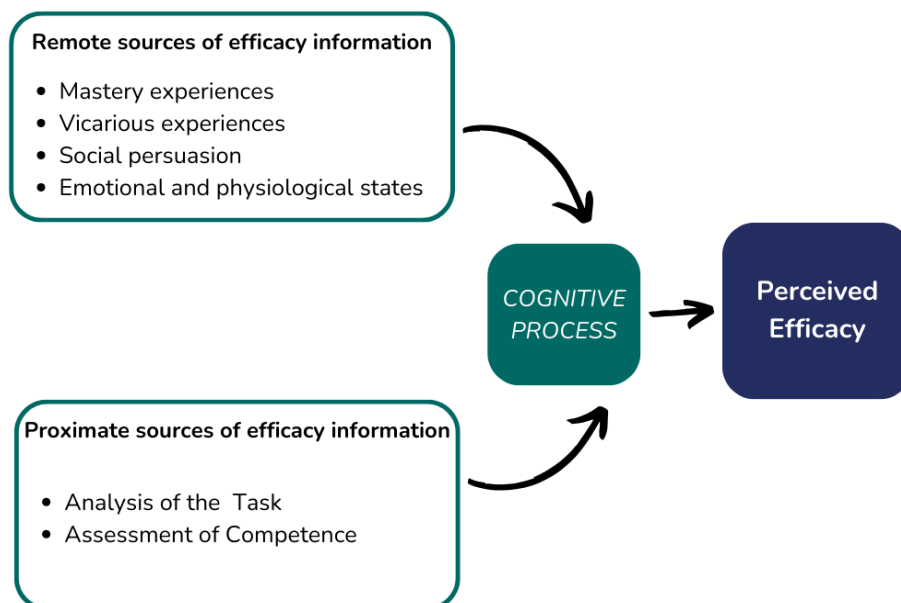 Remote sources of efficacy information
• Mastery experiences
• Vicarious experiences
• Social persuasion
• Emotional and physiological states
COGNITIVE
PROCESS
Perceived
Efficacy
Proximate sources of efficacy information
• Analysis of the  Task
• Assessment of Competence